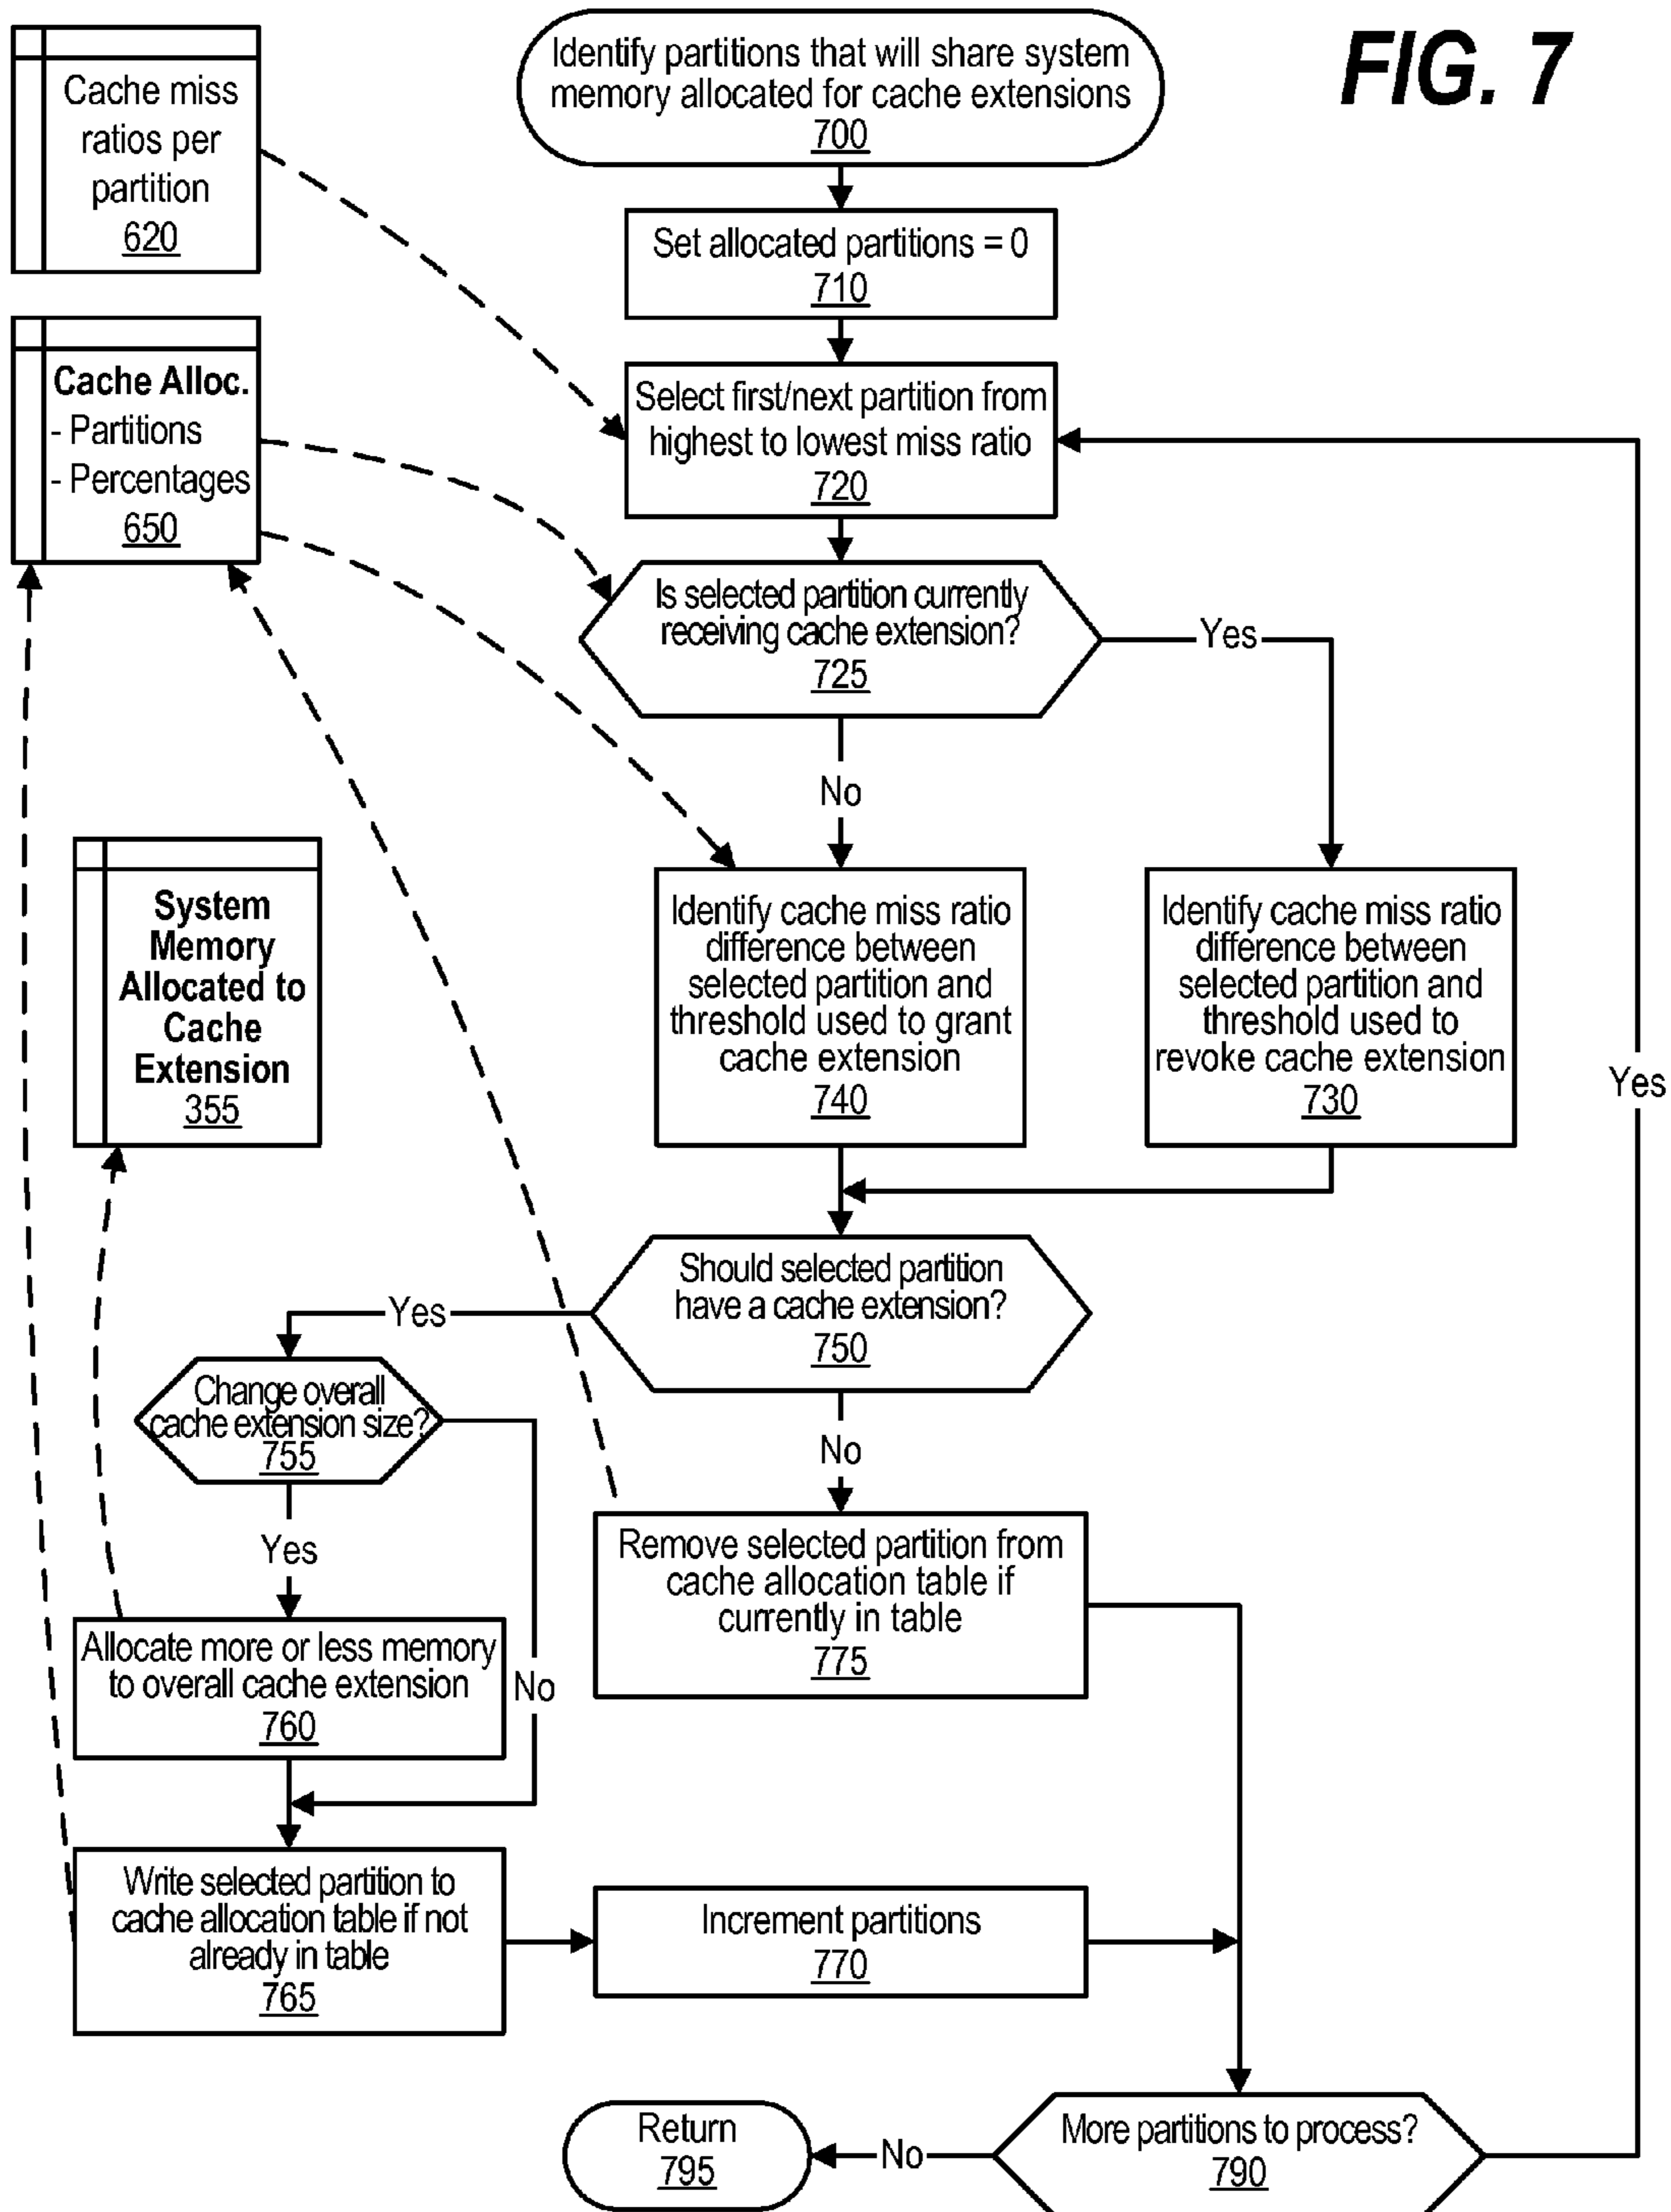 FIG. 7
Identify partitions that will share system
memory allocated for cache extensions
700
Cache miss
ratios per
partition
620
Set allocated partitions = 0
710
Cache Alloc.
- Partitions
- Percentages
650
Select first/next partition from
highest to lowest miss ratio
720
Is selected partition currently
receiving cache extension?
725
Yes
No
System
Memory
Allocated to
Cache
Extension
355
Identify cache miss ratio
difference between
selected partition and
threshold used to grant
cache extension
740
Identify cache miss ratio
difference between
selected partition and
threshold used to
revoke cache extension
730
Yes
Should selected partition
have a cache extension?
750
Yes
No
Change overall
cache extension size?
755
Yes
No
Allocate more or less memory
to overall cache extension
760
Remove selected partition from
cache allocation table if
currently in table
775
Write selected partition to
cache allocation table if not
already in table
765
Increment partitions
770
More partitions to process?
790
No
Return
795